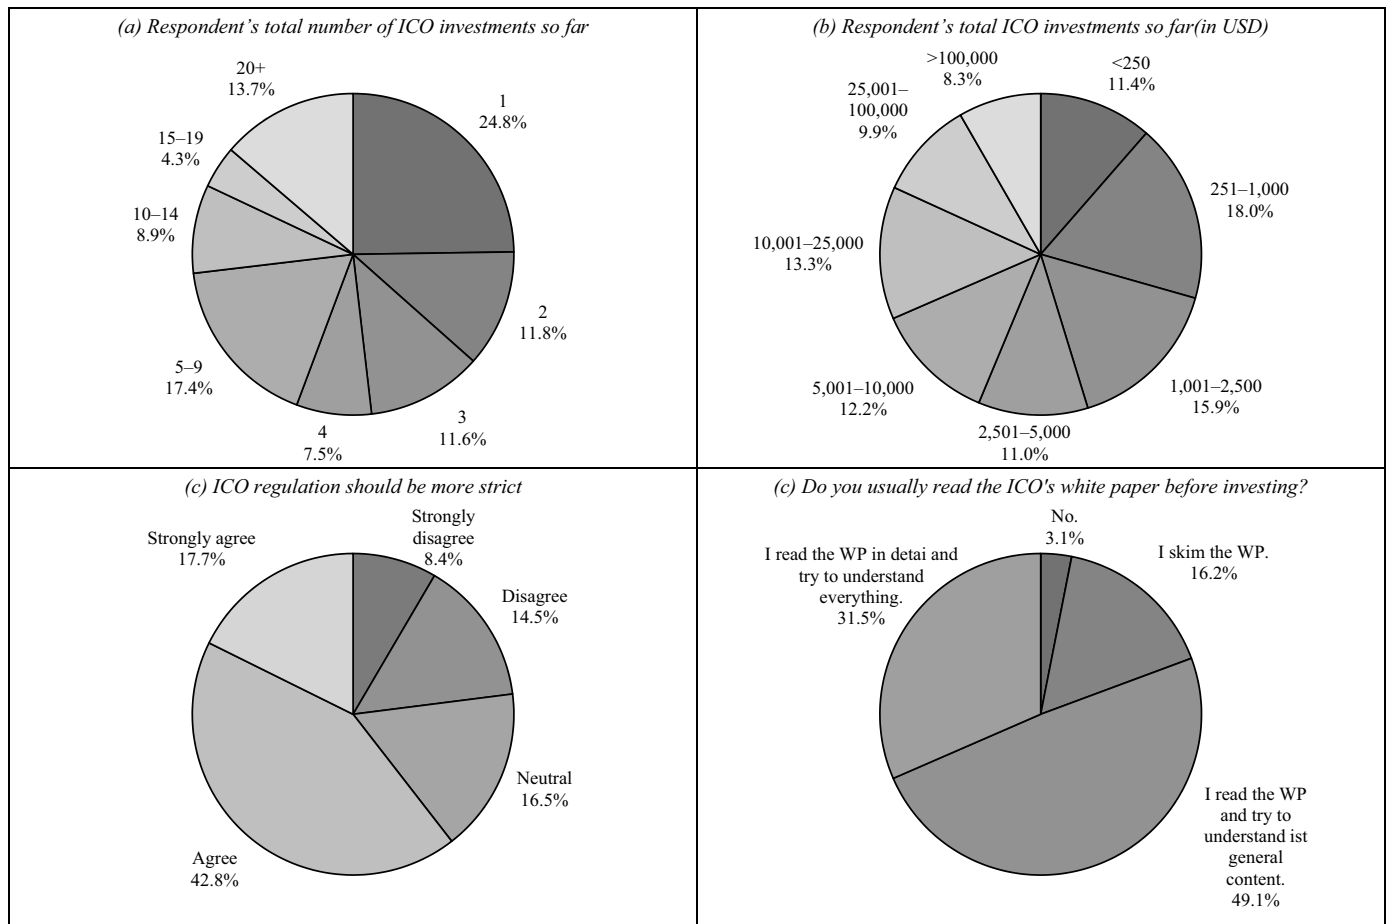 (a) Respondent’s total number of ICO investments so far
1
24.8%
2
11.8%
3
11.6%
4
7.5%
5–9
17.4%
10–14
8.9%
15–19
4.3%
20+
13.7%
(b) Respondent’s total ICO investments so far(in USD)
<250
11.4%
251–1,000
18.0%
1,001–2,500
15.9%
2,501–5,000
11.0%
5,001–10,000
12.2%
10,001–25,000
13.3%
25,001–
100,000
9.9%
>100,000
8.3%
(c) ICO regulation should be more strict
Strongly
disagree
8.4%
Disagree
14.5%
Neutral
16.5%
Agree
42.8%
Strongly agree
17.7%
(c) Do you usually read the ICO's white paper before investing?
No.
3.1%
I skim the WP.
16.2%
I read the WP
and try to
understand ist
general
content.
49.1%
I read the WP in detai and
try to understand
everything.
31.5%